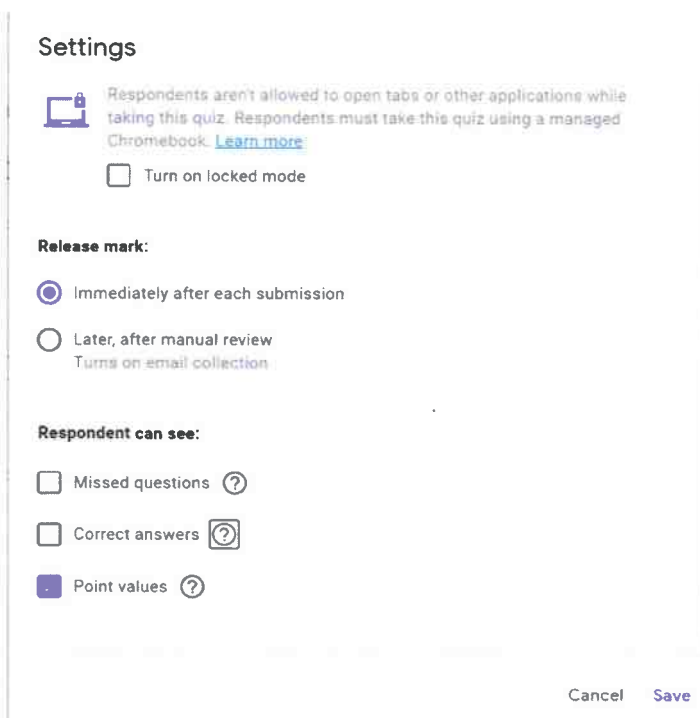 Settings
Respondents aren't allowed to open tabs or other applications while
taking this quiz. Respondents must take this quiz using a managed
Chromebook. Learn more
Turn on locked mode
Release mark:
Immediately after each submission
Later, after manual review
Turns on email collection
Respondent can see:
Missed questions ?
Correct answers ?
Point values ?
Cancel Save